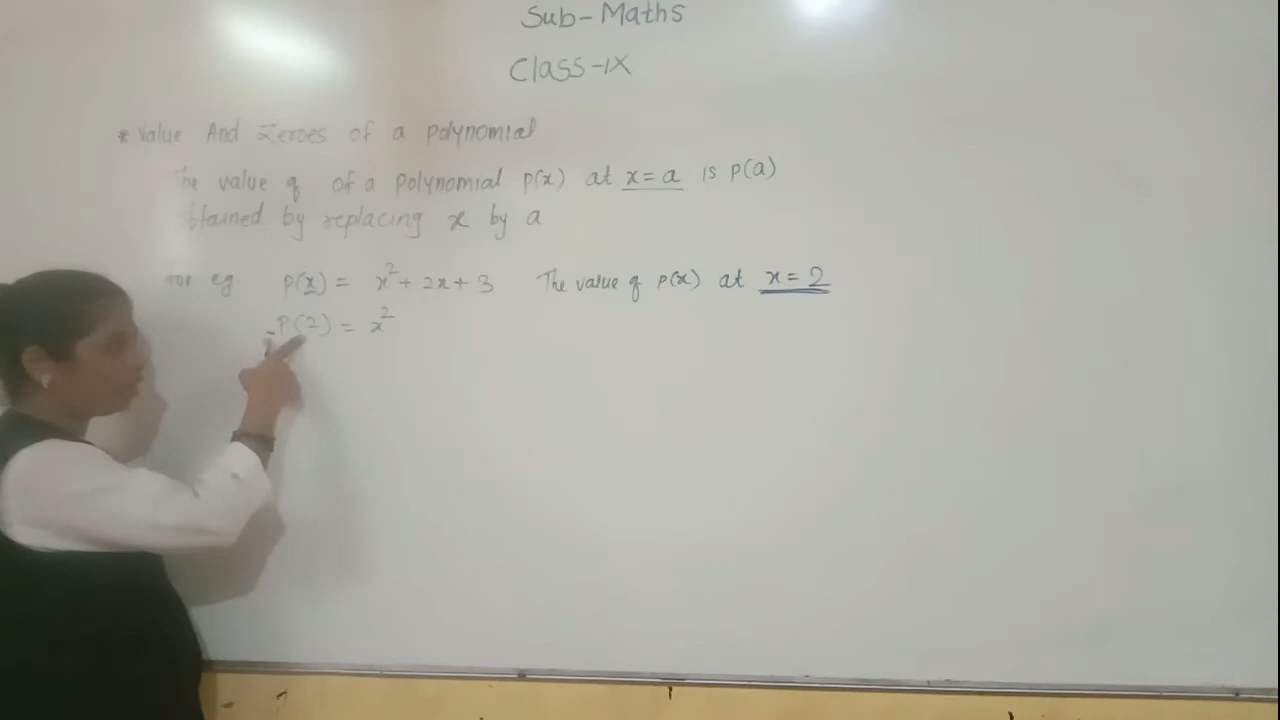 Sub-Maths
Class-IX
* Value And Zeroes of a Polynomial
The value of of a Polynomial p(x) at x=a is p(a)
btained by replacing x by a
For eg p(x) = x²+2x+3 The value of p(x) at x=2
P(2) = x²